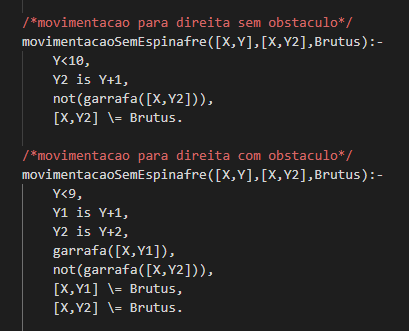 /*movimentacao para direita sem obstaculo*/
movimentacaoSemEspinafre([X,Y],[X,Y2],Brutus):-
    Y<10,
    Y2 is Y+1,
    not(garrafa([X,Y2])),
    [X,Y2] \= Brutus.
/*movimentacao para direita com obstaculo*/
movimentacaoSemEspinafre([X,Y],[X,Y2],Brutus):-
    Y<9,
    Y1 is Y+1,
    Y2 is Y+2,
    garrafa([X,Y1]),
    not(garrafa([X,Y2])),
    [X,Y1] \= Brutus,
    [X,Y2] \= Brutus.